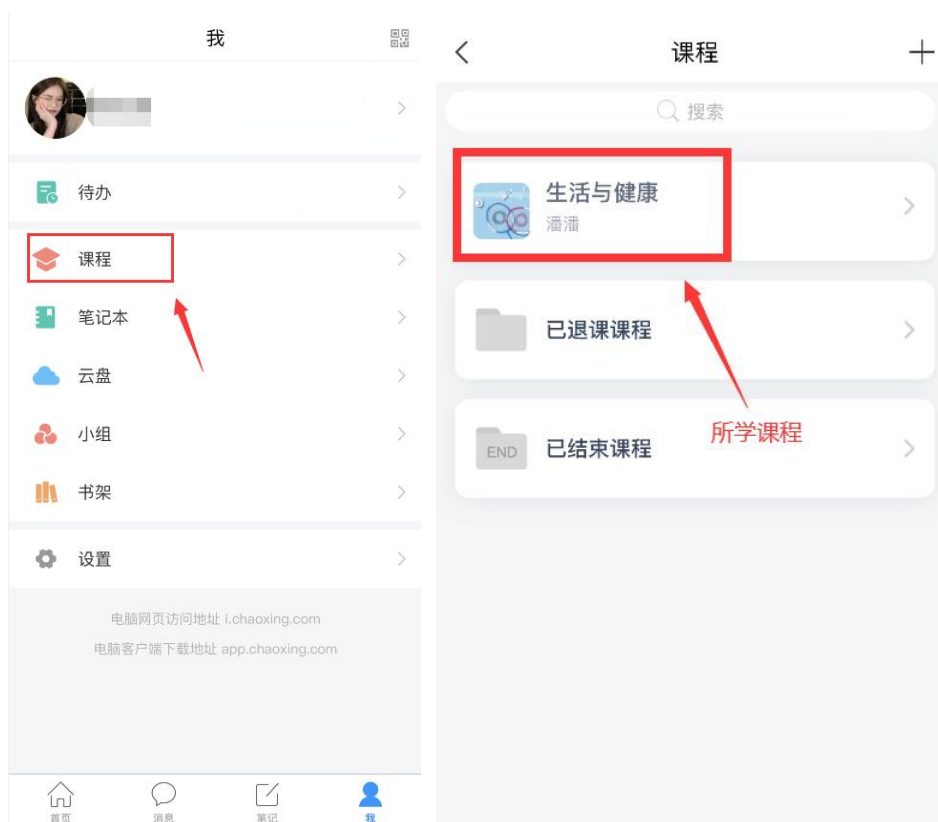 我
待办
课程
笔记本
云盘
小组
书架
设置
电脑网页访问地址 i.chaoxing.com
电脑客户端下载地址 app.chaoxing.com
首页
消息
笔记
我
课程
搜索
生活与健康
潘潘
已退课课程
所学课程
END
已结束课程